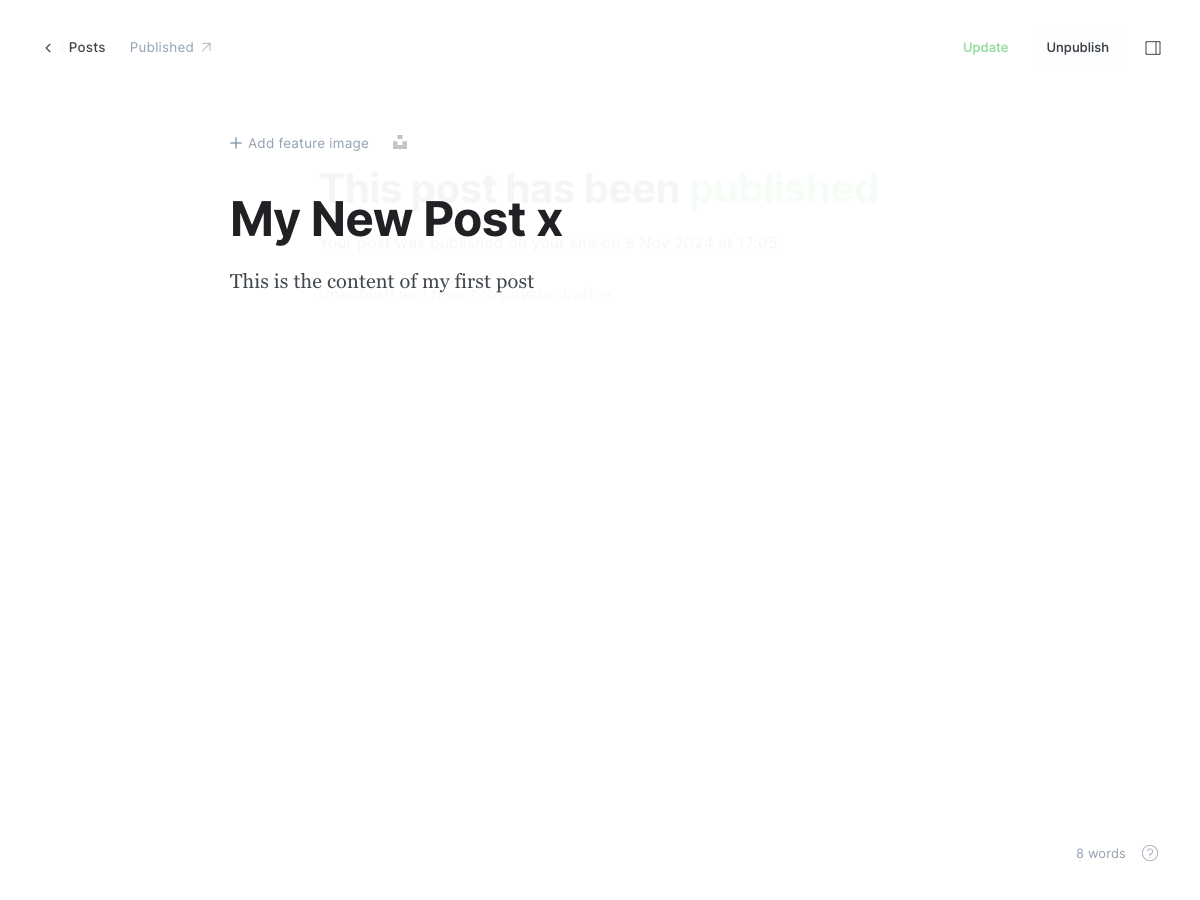 Posts Published
Update Unpublish
Add feature image
This post has been published
My New Post x
Your post was published on your site on 9 Nov 2024 at 17:05.
This is the content of my first post
Unpublish and revert to private draft →
8 words